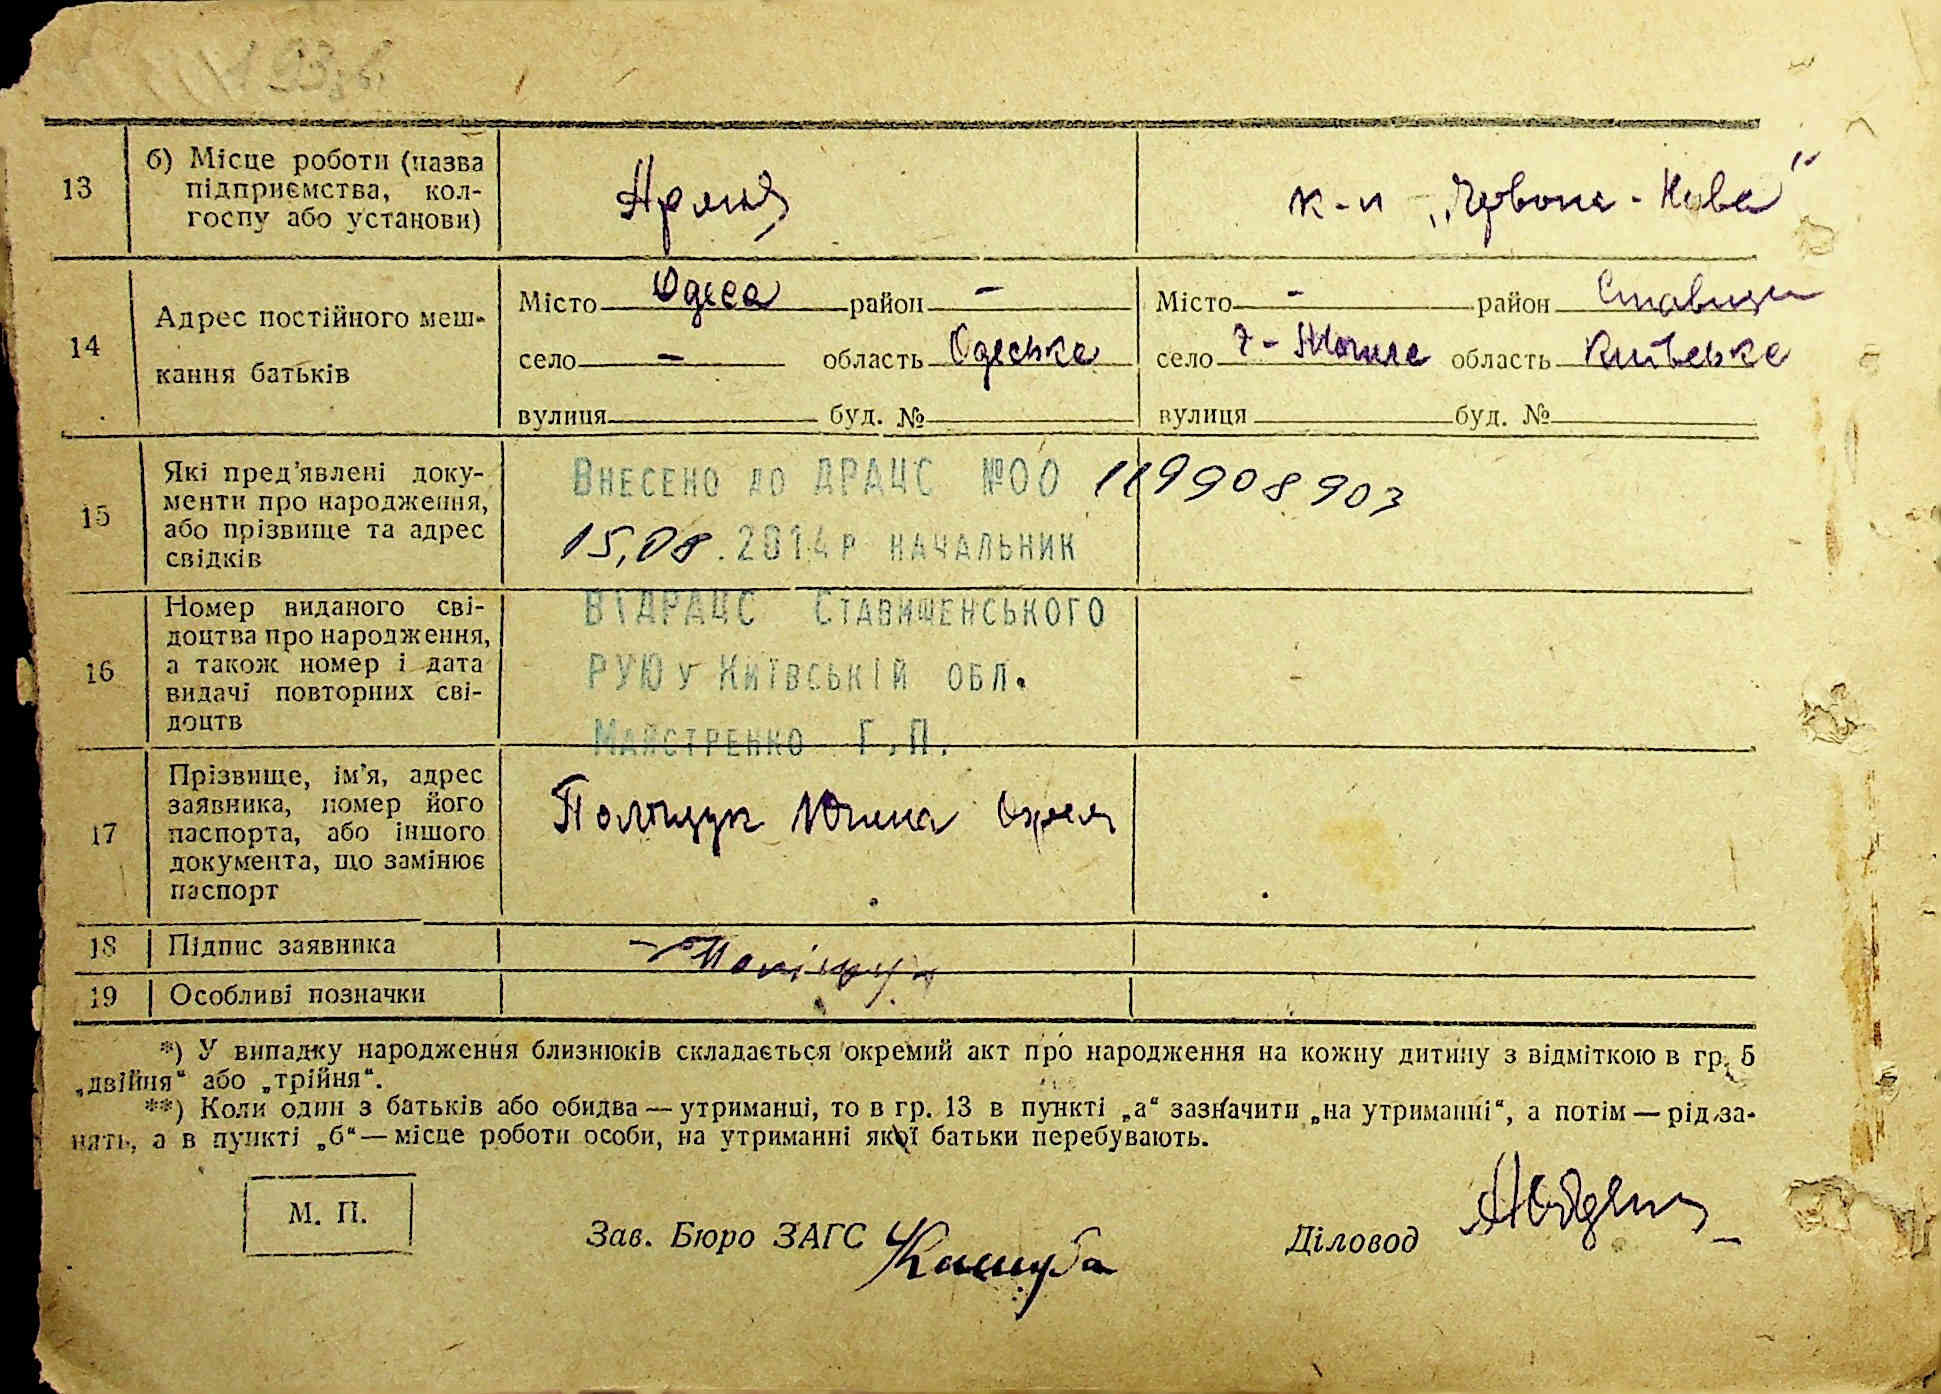 13
б) Місце роботи (назва
підприємства, кол-
госпу або установи)
Армія
к-п „Червона - Нива"
14
Адрес постійного меш-
кання батьків
Місто Одеса район -
село - область Одеська
вулиця буд. №
Місто - район Ставищи
село 7-Могила область Київська
вулиця буд. №
15
Які пред'явлені доку-
менти про народження,
або прізвище та адрес
свідків
Внесено до ДРАЦС №00 119908903
15,08.2014р начальник
16
Номер виданого сві-
доцтва про народження,
а також номер і дата
видачі повторних сві-
доцтв
ВідРАЦС Ставищенського
РУЮ у Київській обл.
Майстренко Г.П.
17
Прізвище, ім'я, адрес
заявника, номер його
паспорта, або іншого
документа, що замінює
паспорт
Поліщук
18 Підпис заявника
Поліщук
19 Особливі позначки
*) У випадку народження близнюків складається окремий акт про народження на кожну дитину з відміткою в гр. 5
„двійня" або „трійня".
**) Коли один з батьків або обидва — утриманці, то в гр. 13 в пункті „а" зазначити „на утриманні", а потім — рід за-
нять, а в пункті „б" — місце роботи особи, на утриманні якої батьки перебувають.
М. П.
Зав. Бюро ЗАГС Кашуба
Діловод